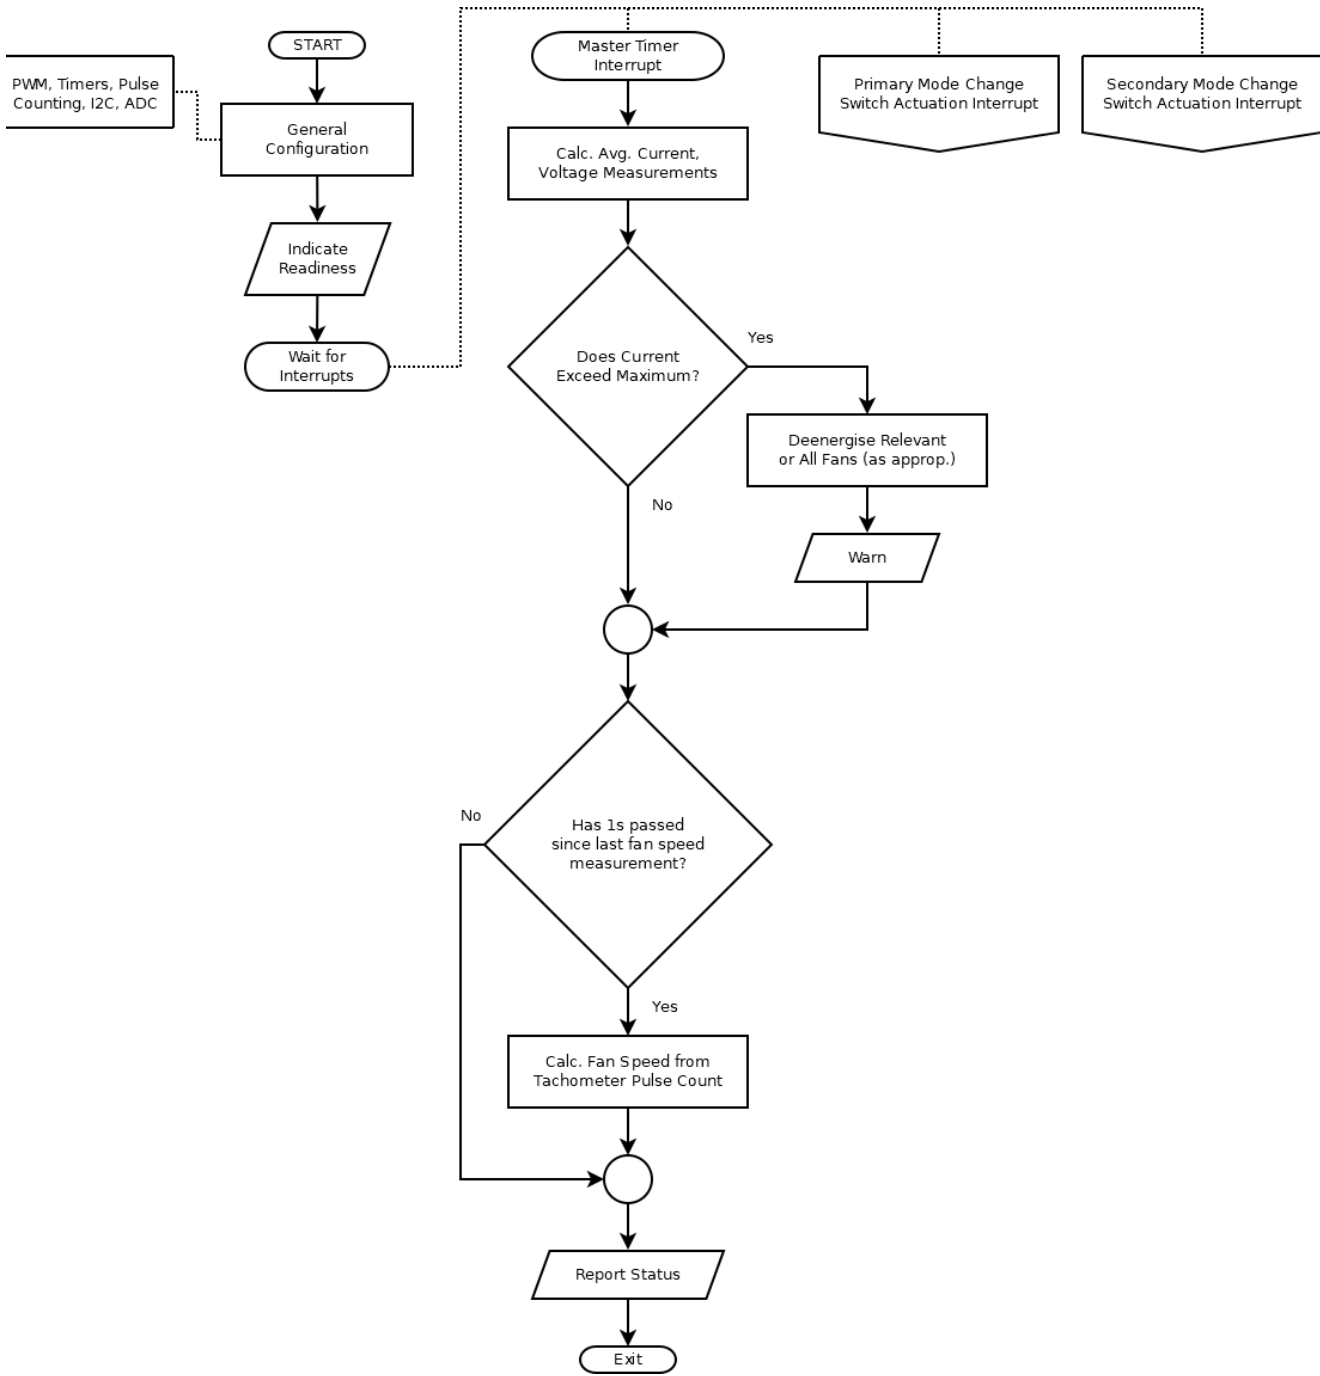 START
PWM, Timers, Pulse
Counting, I2C, ADC
General
Configuration
Indicate
Readiness
Wait for
Interrupts
Master Timer
Interrupt
Primary Mode Change
Switch Actuation Interrupt
Secondary Mode Change
Switch Actuation Interrupt
Calc. Avg. Current,
Voltage Measurements
Does Current
Exceed Maximum?
Yes
Deenergise Relevant
or All Fans (as approp.)
No
Warn
Has 1s passed
since last fan speed
measurement?
No
Yes
Calc. Fan Speed from
Tachometer Pulse Count
Report Status
Exit